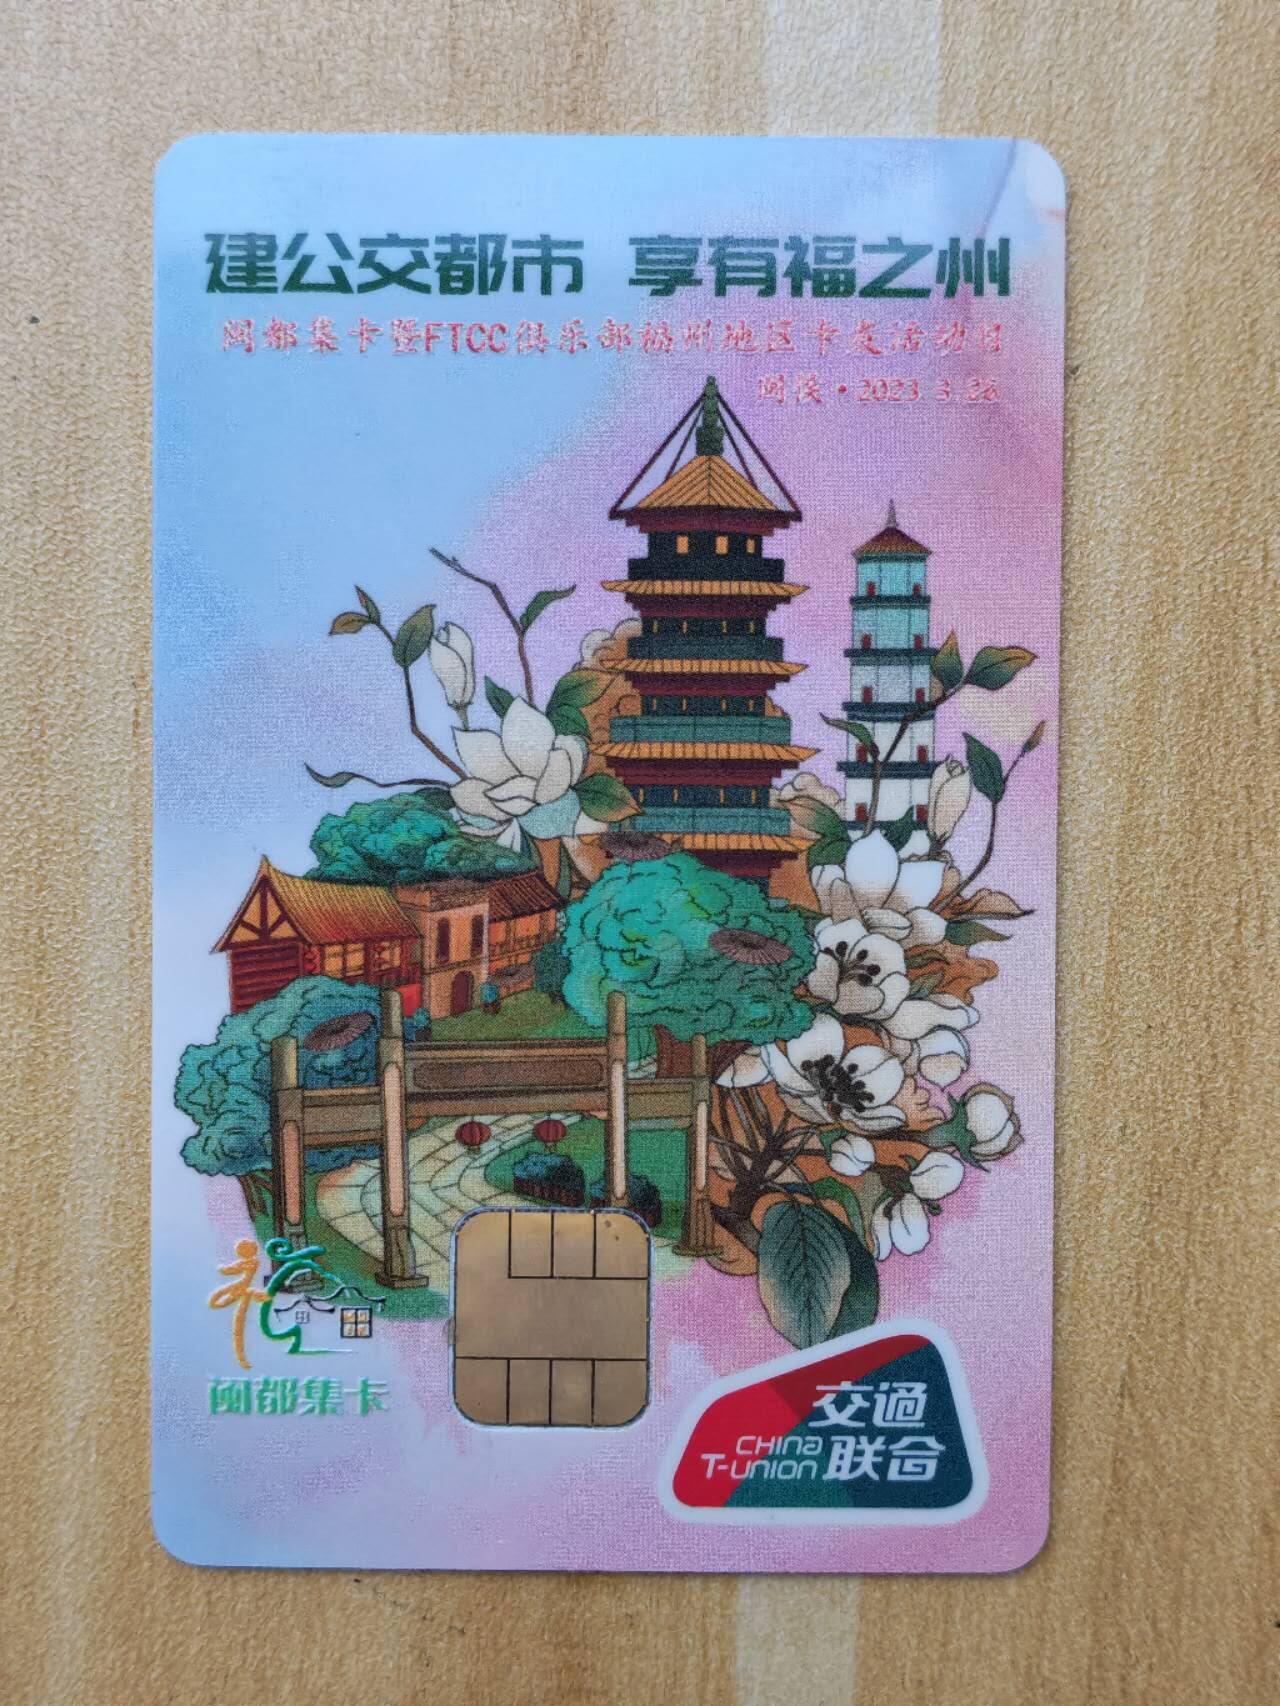 建公交都市 享有福之州
闽都集卡暨FTCC俱乐部福州地区卡友活动日
闽侯·2023.3.26
闽都集卡
交通
CHINA
T-UNION 联合